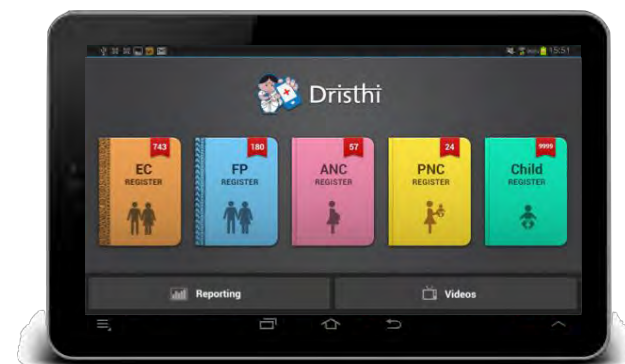 15:51
Dristhi
743
EC
REGISTER
180
FP
REGISTER
57
ANC
REGISTER
24
PNC
REGISTER
9999
Child
REGISTER
Reporting
Videos